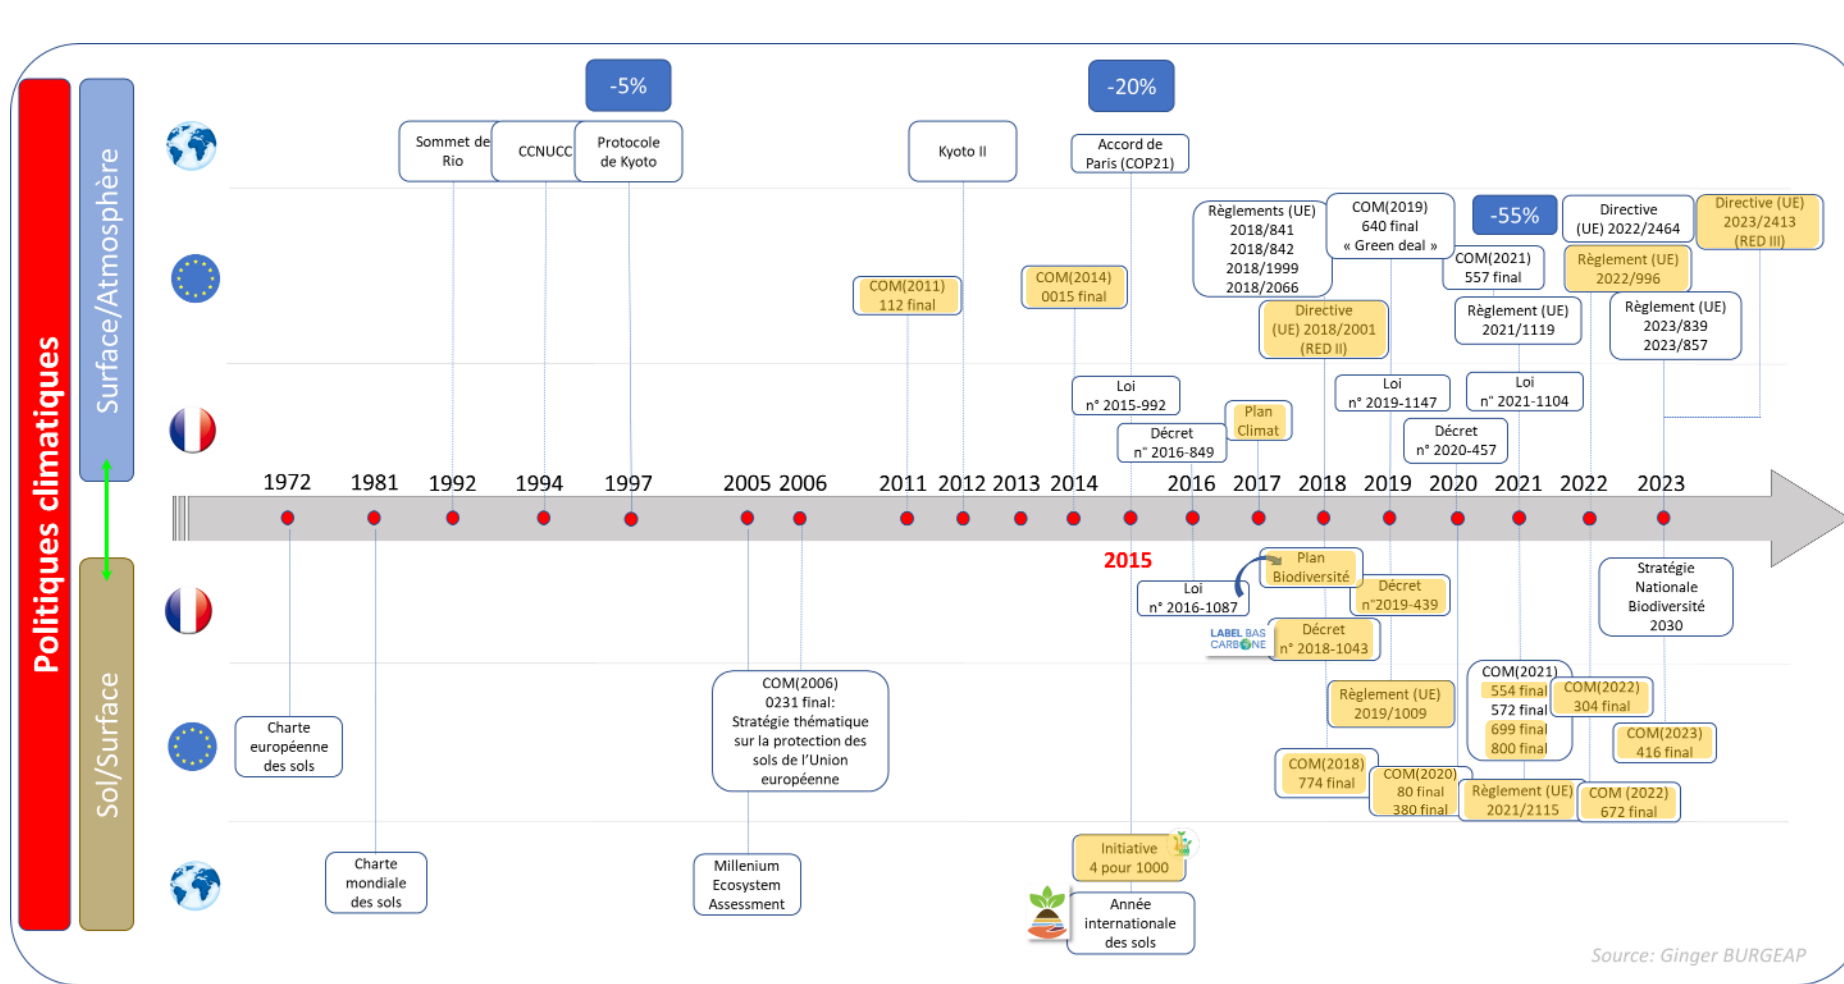 Politiques climatiques
Surface/Atmosphère
Sol/Surface
-5%
-20%
Sommet de
Rio
CCNUCC
Protocole
de Kyoto
Kyoto II
Accord de
Paris (COP21)
COM(2011)
112 final
COM(2014)
0015 final
Règlements (UE)
2018/841
2018/842
2018/1999
2018/2066
Directive
(UE) 2018/2001
(RED II)
COM(2019)
640 final
« Green deal »
-55%
COM(2021)
557 final
Règlement (UE)
2021/1119
Directive
(UE) 2022/2464
Règlement (UE)
2022/996
Directive (UE)
2023/2413
(RED III)
Règlement (UE)
2023/839
2023/857
Loi
n° 2015-992
Décret
n° 2016-849
Plan
Climat
Loi
n° 2019-1147
Décret
n° 2020-457
Loi
n° 2021-1104
1972 1981 1992 1994 1997 2005 2006 2011 2012 2013 2014 2016 2017 2018 2019 2020 2021 2022 2023
2015
Loi
n° 2016-1087
Plan
Biodiversité
Décret
n°2019-439
LABEL BAS
CARBONE
Décret
n° 2018-1043
Stratégie
Nationale
Biodiversité
2030
Charte
européenne
des sols
COM(2006)
0231 final:
Stratégie thématique
sur la protection des
sols de l'Union
européenne
Règlement (UE)
2019/1009
COM(2018)
774 final
COM(2020)
80 final
380 final
COM(2021)
554 final
572 final
699 final
800 final
Règlement (UE)
2021/2115
COM(2022)
304 final
COM (2022)
672 final
COM(2023)
416 final
Charte
mondiale
des sols
Millenium
Ecosystem
Assessment
Initiative
4 pour 1000
Année
internationale
des sols
Source: Ginger BURGEAP